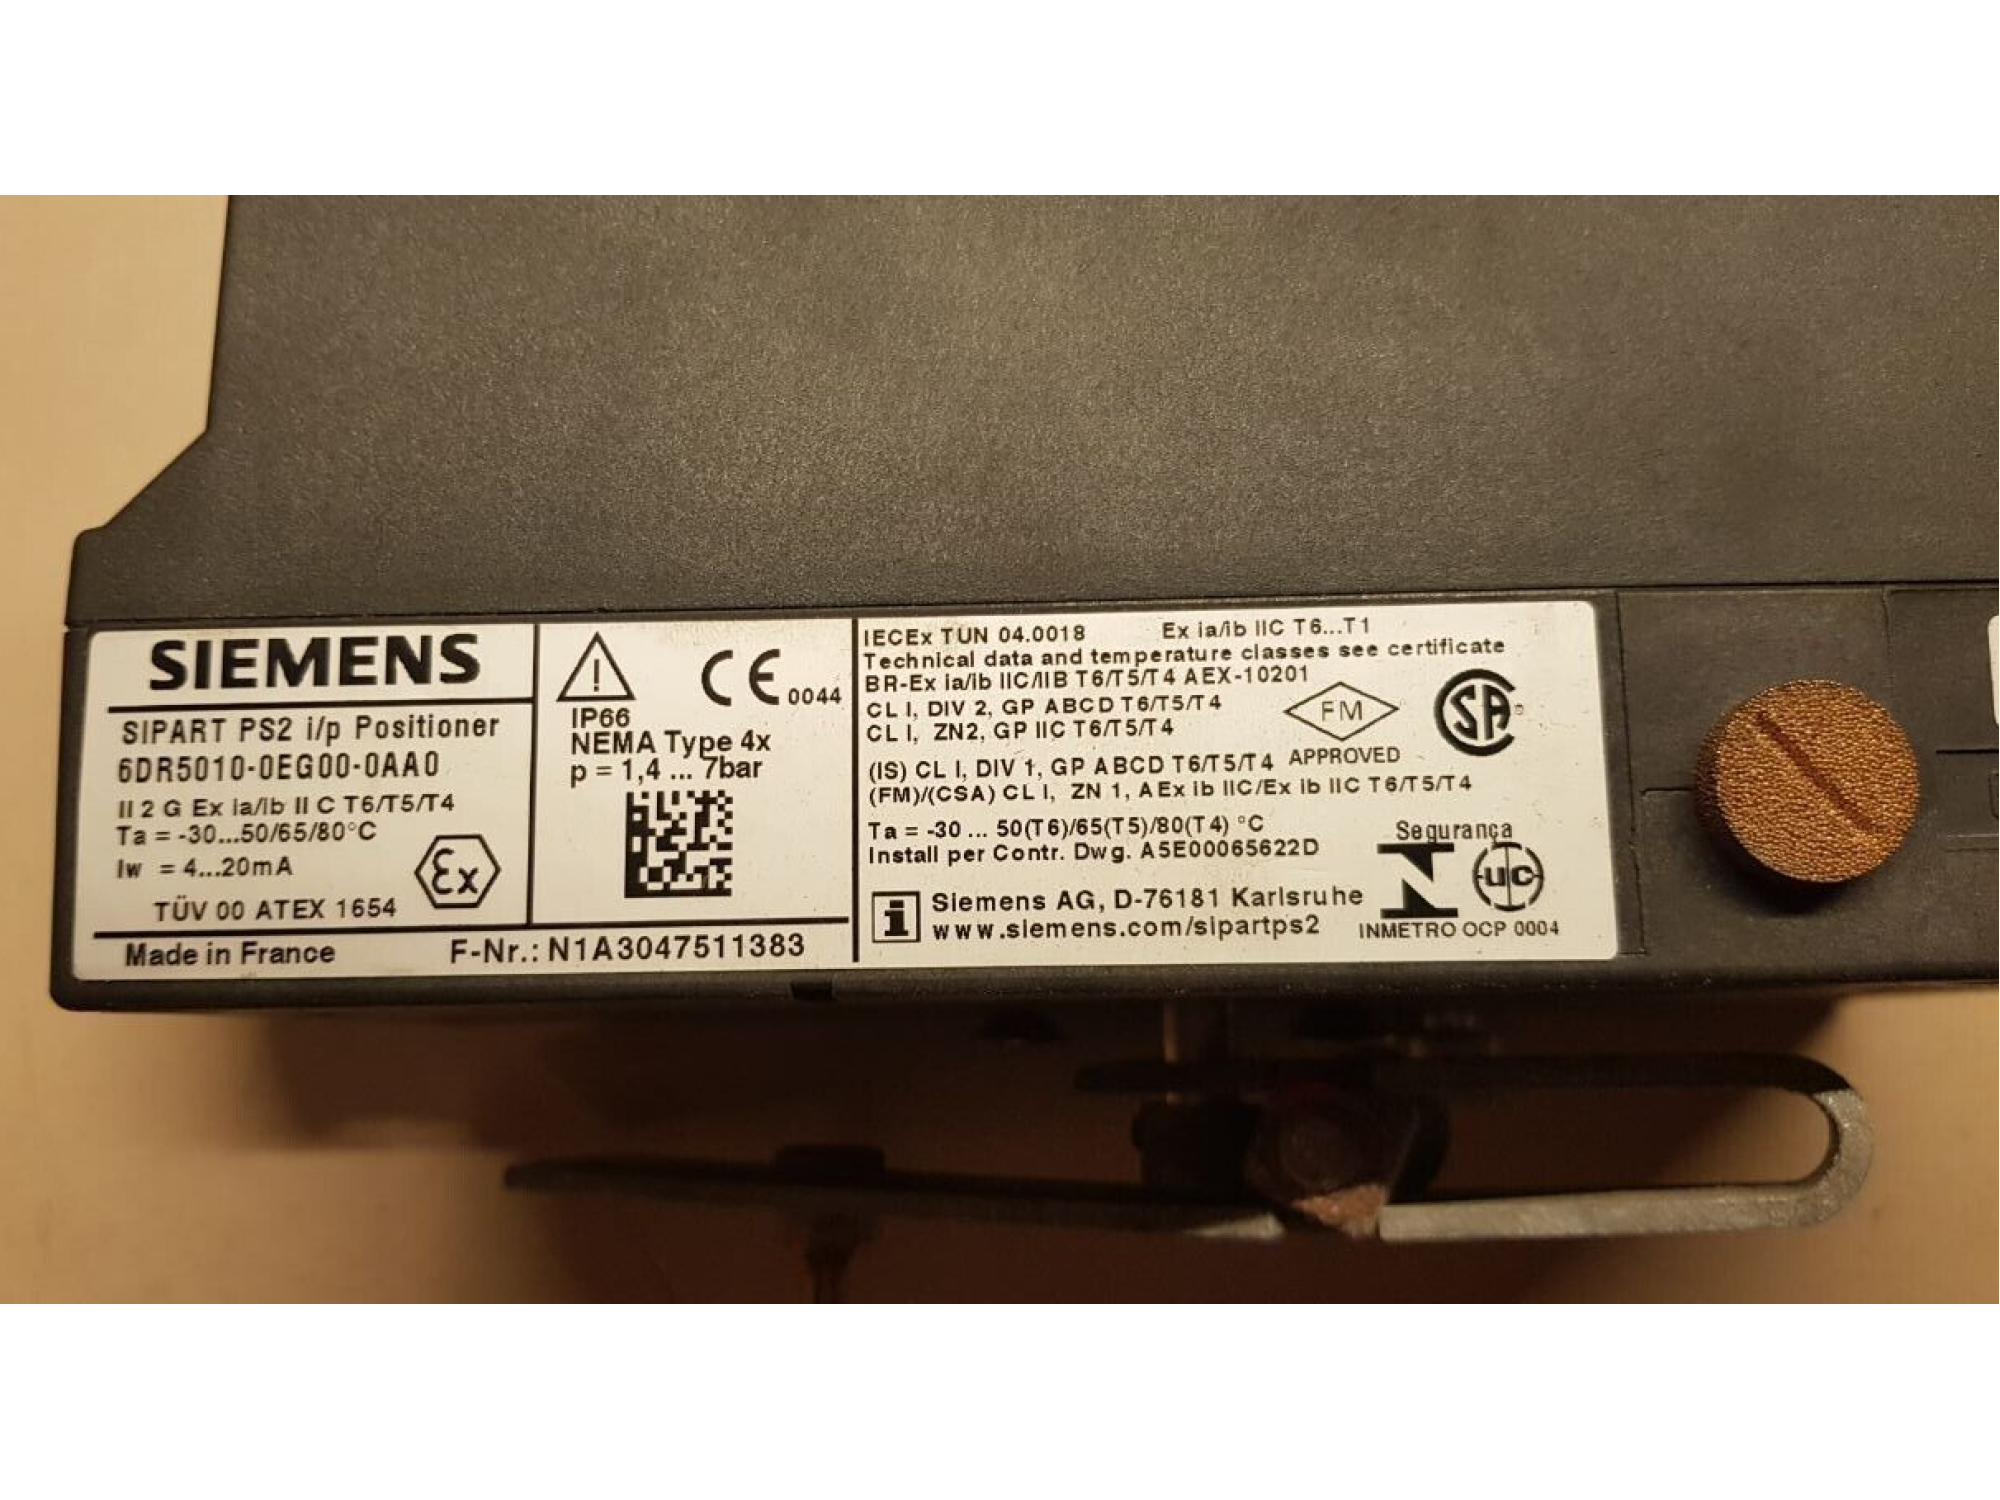 SIEMENS
SIPART PS2 i/p Positioner
6DR5010-0EG00-0AA0
II 2 G Ex ia/ib II C T6/T5/T4
Ta = -30...50/65/80°C
Iw = 4...20mA
TÜV 00 ATEX 1654
Ex
Made in France
F-Nr.: N1A3047511383
CE 0044
IP66
NEMA Type 4x
p = 1,4 ... 7bar
IECEx TUN 04.0018 Ex ia/ib IIC T6...T1
Technical data and temperature classes see certificate
BR-Ex ia/ib IIC/IIB T6/T5/T4 AEX-10201
CL I, DIV 2, GP ABCD T6/T5/T4
CL I, ZN2, GP IIC T6/T5/T4
FM
APPROVED
SA
(IS) CL I, DIV 1, GP ABCD T6/T5/T4
(FM)/(CSA) CL I, ZN 1, AEx ib IIC/Ex ib IIC T6/T5/T4
Ta = -30 ... 50(T6)/65(T5)/80(T4) °C
Install per Contr. Dwg. A5E00065622D
Segurança
UC
i
Siemens AG, D-76181 Karlsruhe
www.siemens.com/sipartps2
INMETRO OCP 0004